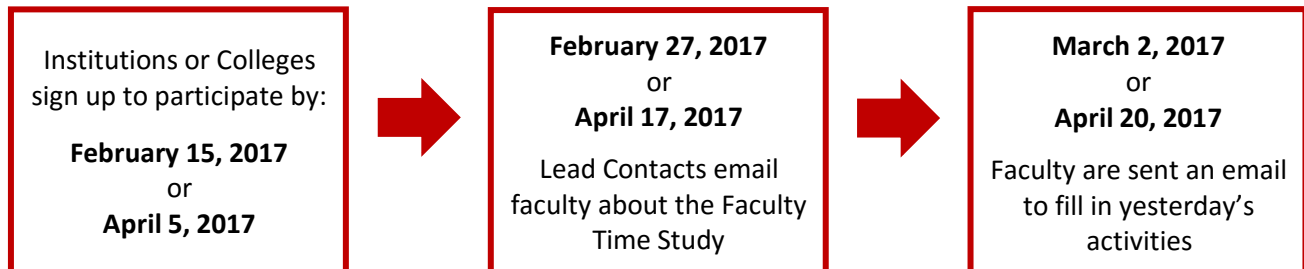 Institutions or Colleges
sign up to participate by:
February 15, 2017
or
April 5, 2017
February 27, 2017
or
April 17, 2017
Lead Contacts email
faculty about the Faculty
Time Study
March 2, 2017
or
April 20, 2017
Faculty are sent an email
to fill in yesterday’s
activities